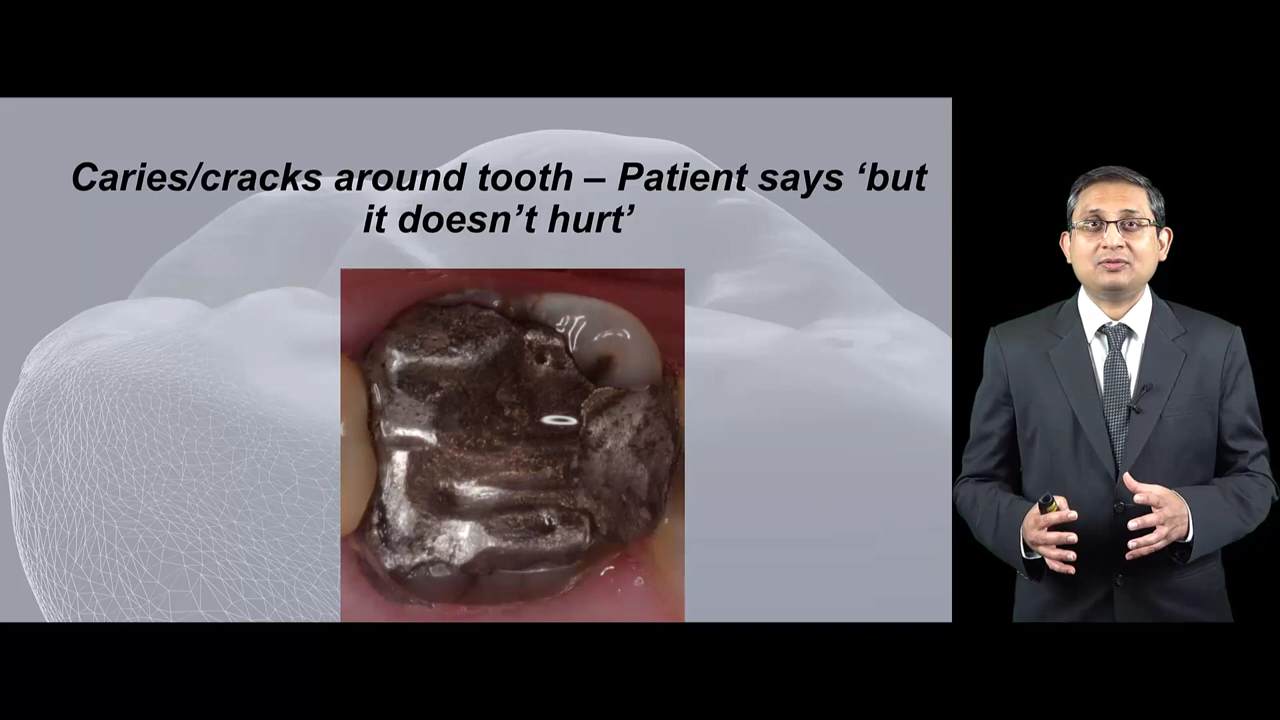 Caries/cracks around tooth – Patient says ‘but
it doesn’t hurt’